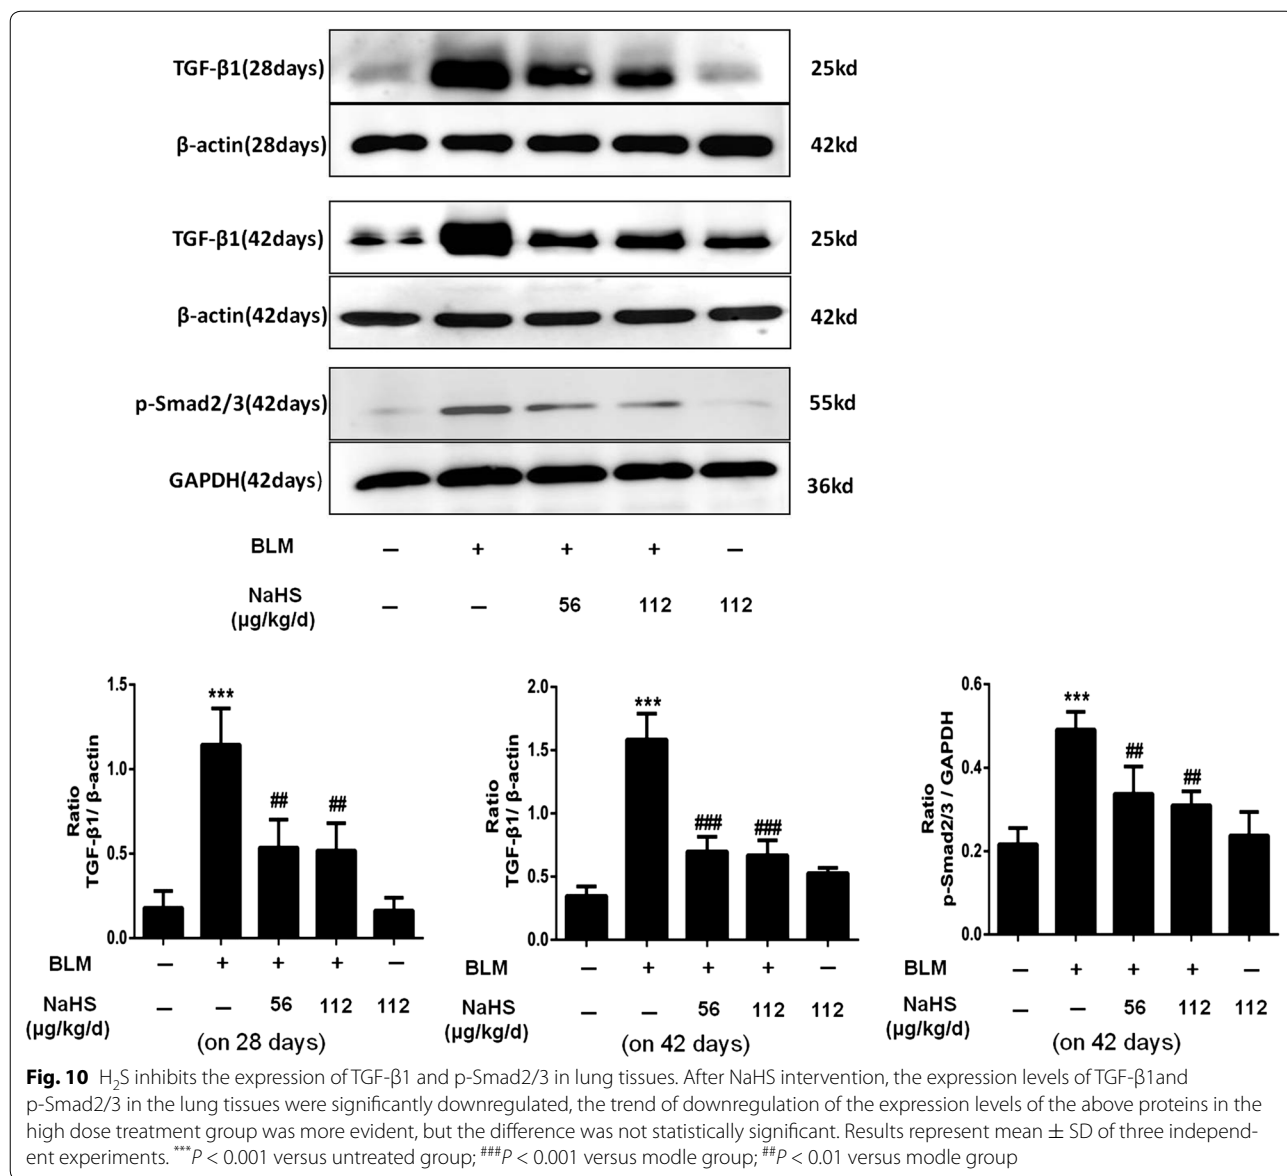 TGF-β1(28days) 25kd
β-actin(28days) 42kd
TGF-β1(42days) 25kd
β-actin(42days) 42kd
p-Smad2/3(42days) 55kd
GAPDH(42days) 36kd
BLM — + + + —
NaHS
(μg/kg/d) — — 56 112 112
Ratio
TGF-β1/ β-actin
1.5
1.0
0.5
0.0
***
##
##
BLM — + + + —
NaHS
(μg/kg/d) — — 56 112 112
(on 28 days)
Ratio
TGF-β1/ β-actin
2.0
1.5
1.0
0.5
0.0
***
###
###
BLM — + + + —
NaHS
(μg/kg/d) — — 56 112 112
(on 42 days)
Ratio
p-Smad2/3 / GAPDH
0.6
0.4
0.2
0.0
***
##
##
BLM — + + + —
NaHS
(μg/kg/d) — — 56 112 112
(on 42 days)
Fig. 10 H₂S inhibits the expression of TGF-β1 and p-Smad2/3 in lung tissues. After NaHS intervention, the expression levels of TGF-β1and
p-Smad2/3 in the lung tissues were significantly downregulated, the trend of downregulation of the expression levels of the above proteins in the
high dose treatment group was more evident, but the difference was not statistically significant. Results represent mean ± SD of three independ-
ent experiments. ***P < 0.001 versus untreated group; ###P < 0.001 versus modle group; ##P < 0.01 versus modle group